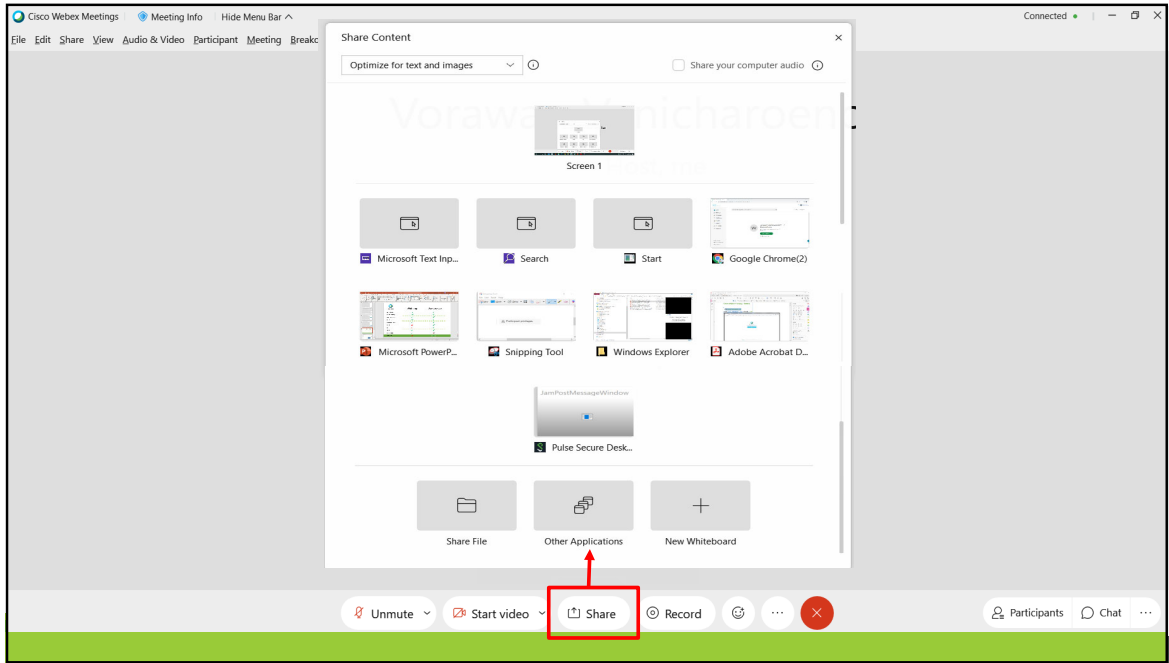 Cisco Webex Meetings Meeting Info Hide Menu Bar Connected
File Edit Share View Audio & Video Participant Meeting
Share Content
Optimize for text and images Share your computer audio
Screen 1
Microsoft Text Inp... Search Start Google Chrome(2)
Microsoft PowerP... Snipping Tool Windows Explorer Adobe Acrobat D...
JamPostMessageWindow
Pulse Secure Desk...
Share File Other Applications New Whiteboard
Unmute Start video Share Record Participants Chat